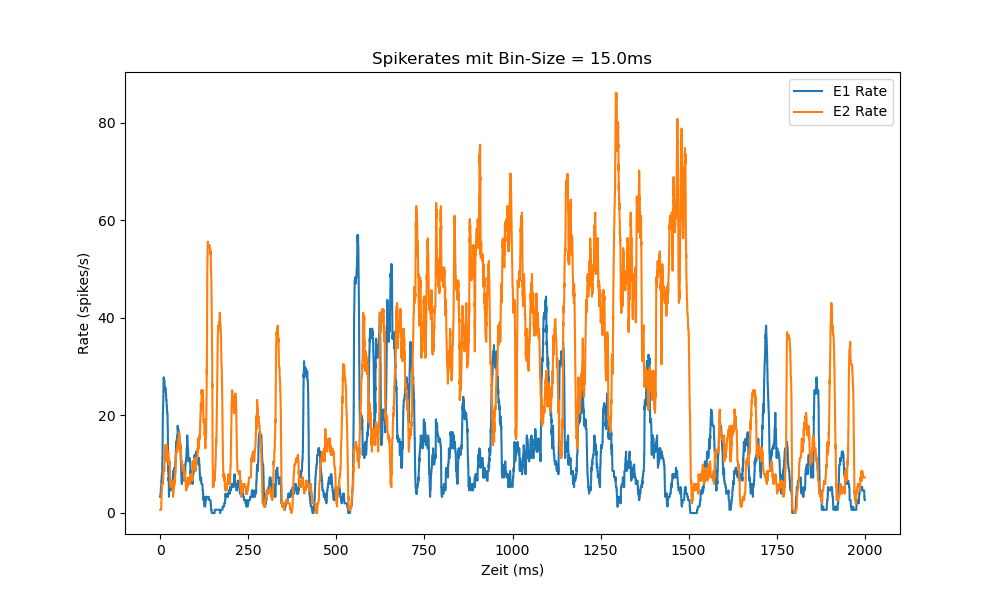 Spikerates mit Bin-Size = 15.0ms
E1 Rate
E2 Rate
80
60
40
20
0
Rate (spikes/s)
0 250 500 750 1000 1250 1500 1750 2000
Zeit (ms)